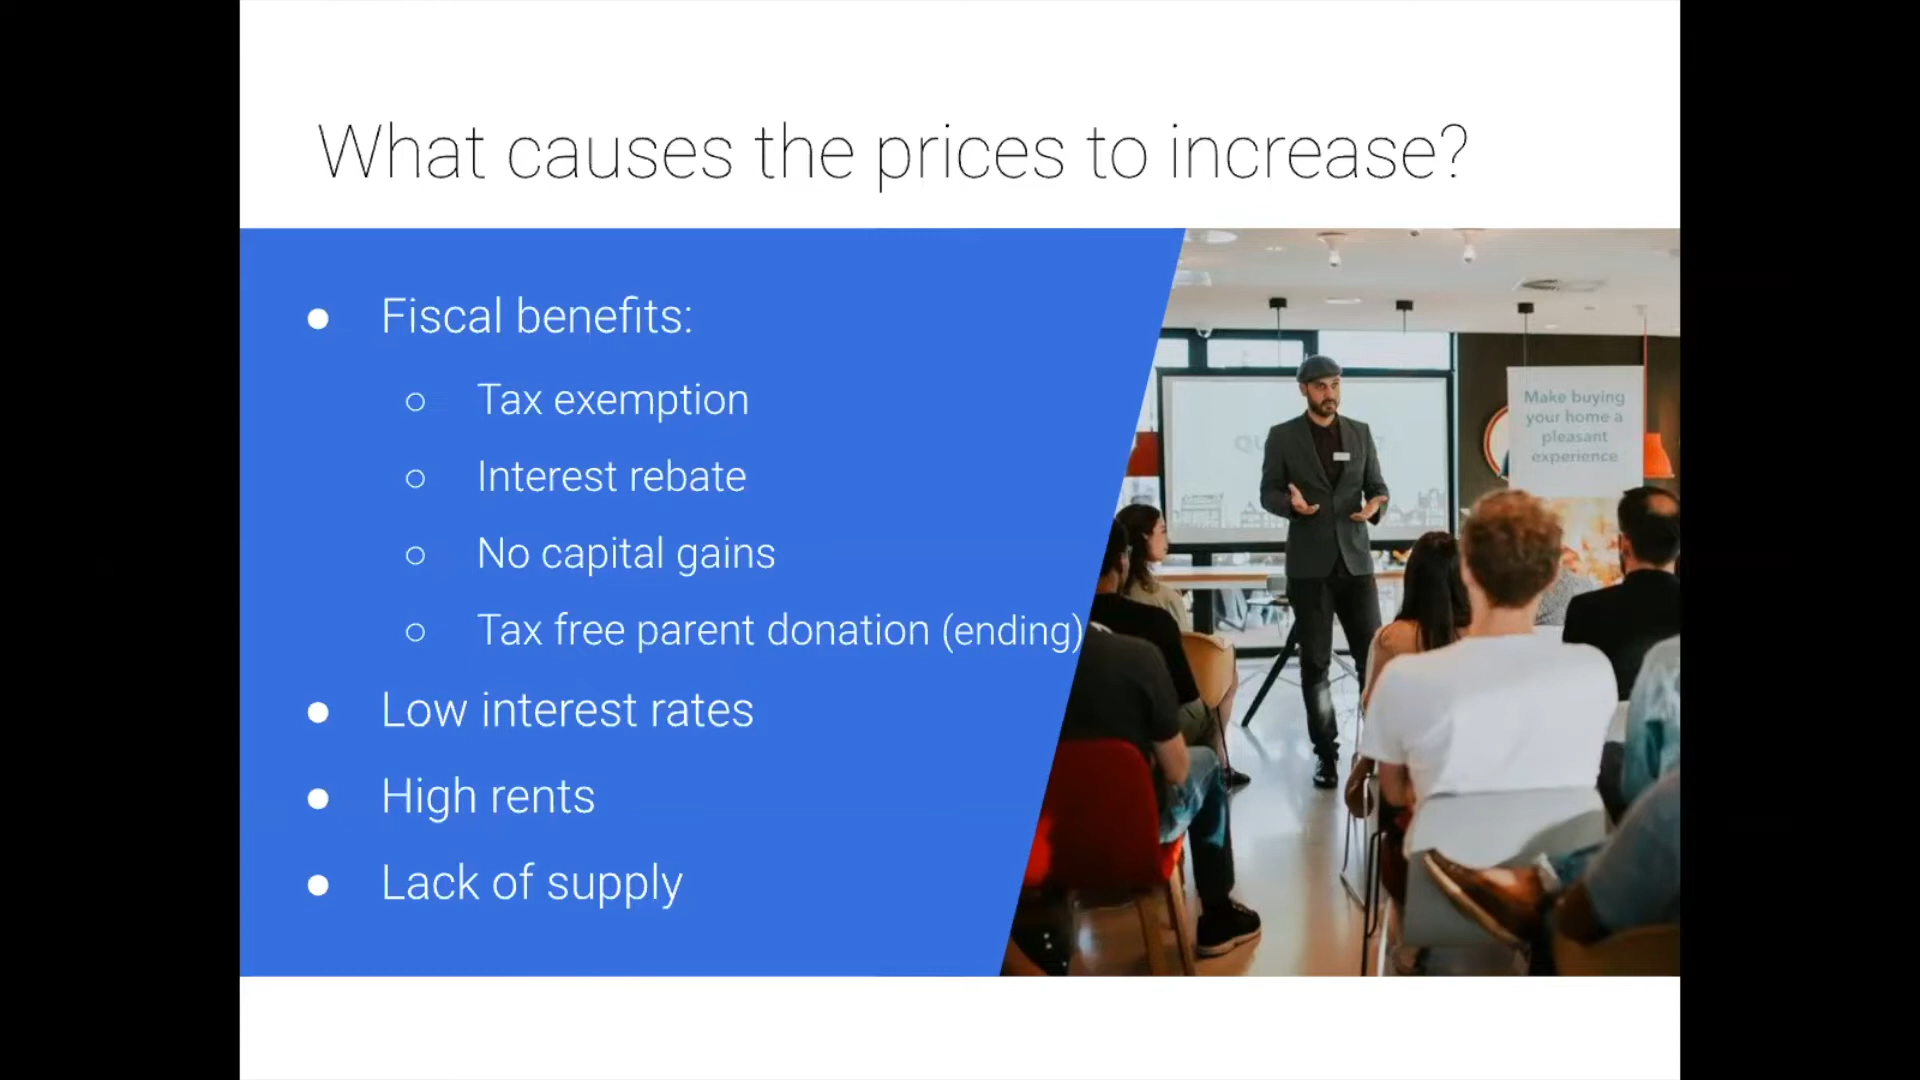 What causes the prices to increase?
Fiscal benefits:
Tax exemption
Interest rebate
No capital gains
Tax free parent donation (ending)
Low interest rates
High rents
Lack of supply
Make buying
your home a
pleasant
experience